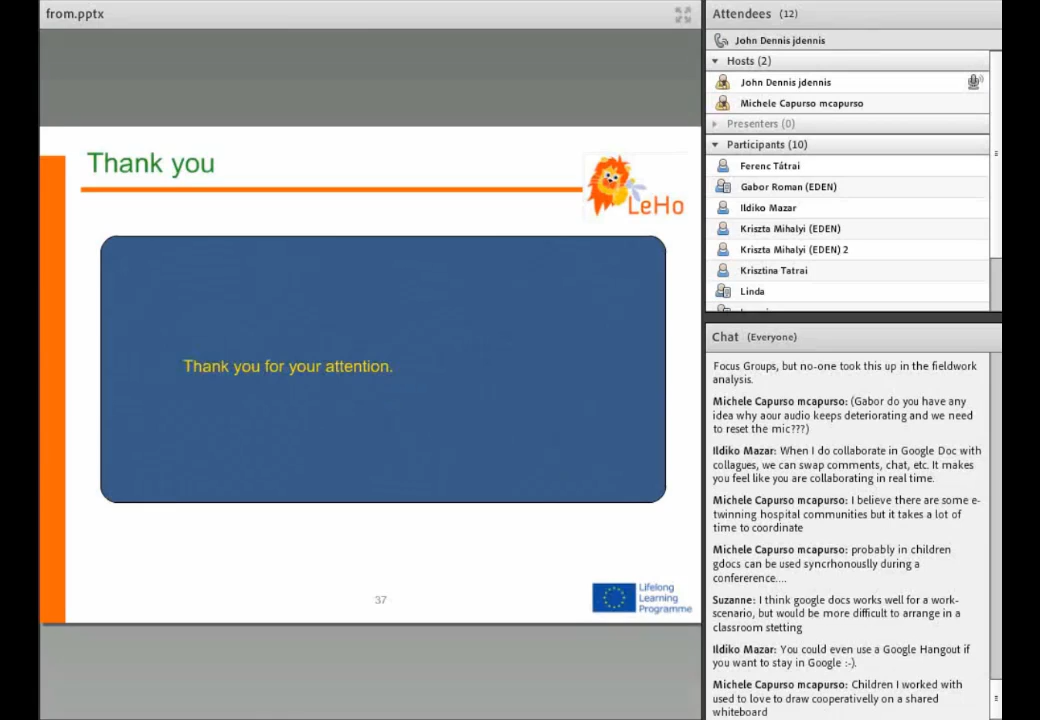 from.pptx
Thank you
LeHo
Thank you for your attention.
37
Lifelong
Learning
Programme
Attendees (12)
John Dennis jdennis
Hosts (2)
John Dennis jdennis
Michele Capurso mcapurso
Presenters (0)
Participants (10)
Ferenc Tátrai
Gabor Roman (EDEN)
Ildiko Mazar
Kriszta Mihalyi (EDEN)
Kriszta Mihalyi (EDEN) 2
Krisztina Tatrai
Linda
Chat (Everyone)
Focus Groups, but no-one took this up in the fieldwork
analysis.
Michele Capurso mcapurso: (Gabor do you have any
idea why aour audio keeps deteriorating and we need
to reset the mic???)
Ildiko Mazar: When I do collaborate in Google Doc with
collagues, we can swap comments, chat, etc. It makes
you feel like you are collaborating in real time.
Michele Capurso mcapurso: I believe there are some e-
twinning hospital communities but it takes a lot of
time to coordinate
Michele Capurso mcapurso: probably in children
gdocs can be used syncrhonouslly during a
confererence....
Suzanne: I think google docs works well for a work-
scenario, but would be more difficult to arrange in a
classroom stetting
Ildiko Mazar: You could even use a Google Hangout if
you want to stay in Google :-).
Michele Capurso mcapurso: Children I worked with
used to love to draw cooperativelly on a shared
whiteboard